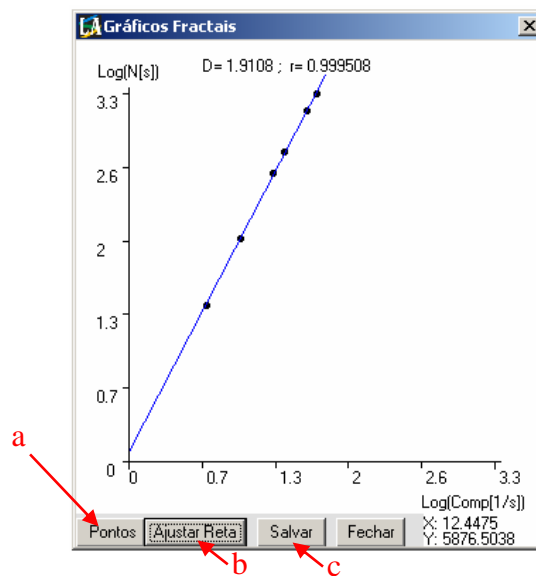 Gráficos Fractais
Log(N[s])
D= 1.9108 ; r= 0.999508
3.3
2.6
2
1.3
0.7
0
0 0.7 1.3 2 2.6 3.3
Log(Comp[1/s])
a
Pontos Ajustar Reta Salvar Fechar
X: 12.4475
Y: 5876.5038
b c